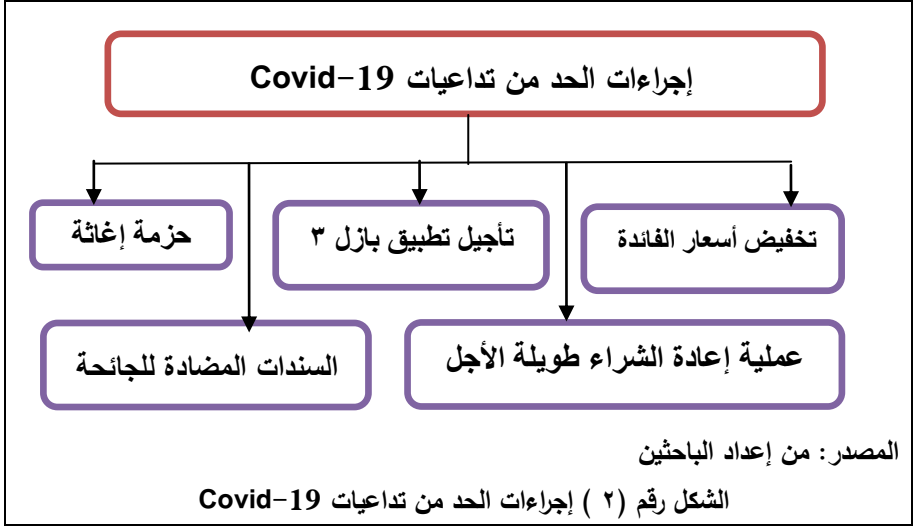 إجراءات الحد من تداعيات Covid-19
تخفيض أسعار الفائدة
تأجيل تطبيق بازل ٣
حزمة إغاثة
عملية إعادة الشراء طويلة الأجل
السندات المضادة للجائحة
المصدر: من إعداد الباحثين
الشكل رقم (٢ ) إجراءات الحد من تداعيات Covid-19